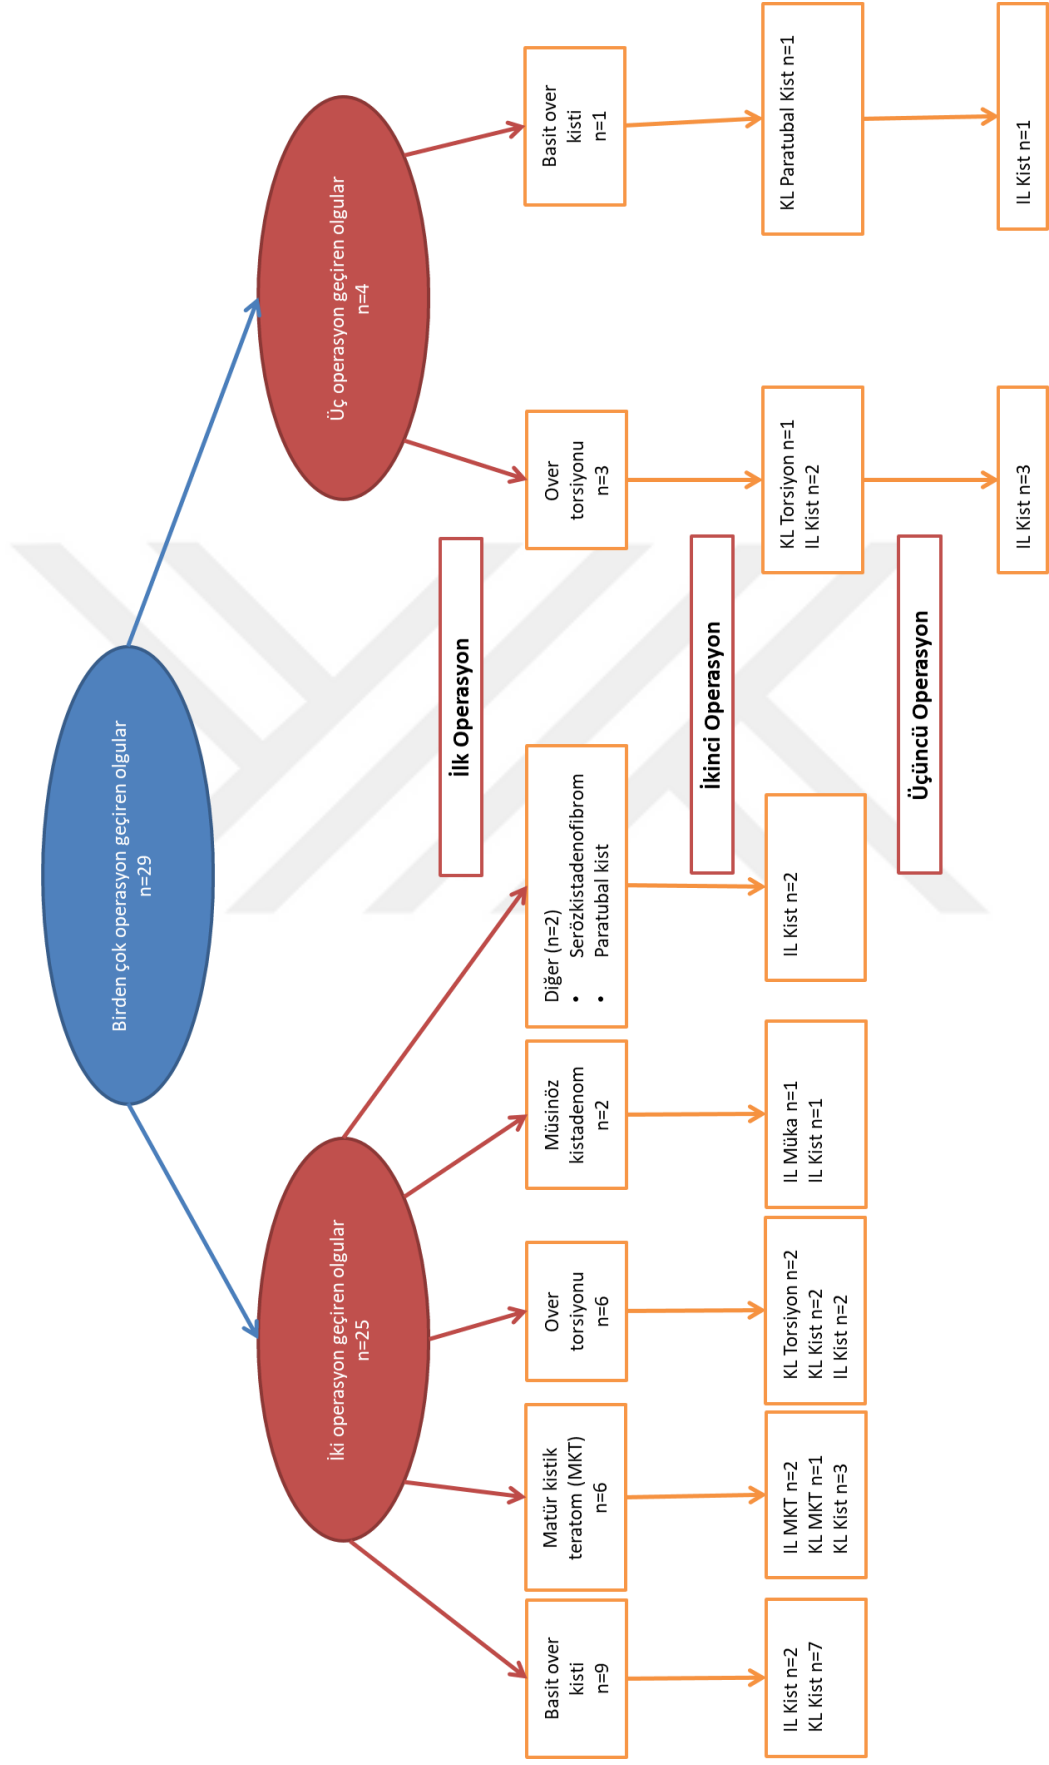 Birden çok operasyon geçiren olgular
n=29
İki operasyon geçiren olgular
n=25
Üç operasyon geçiren olgular
n=4
İlk Operasyon
Basit over
kisti
n=9
Matür kistik
teratom (MKT)
n=6
Over
torsiyonu
n=6
Müsinöz
kistadenom
n=2
Diğer (n=2)
• Serözkistadenofibrom
• Paratubal kist
Over
torsiyonu
n=3
Basit over
kisti
n=1
İkinci Operasyon
IL Kist n=2
KL Kist n=7
IL MKT n=2
KL MKT n=1
KL Kist n=3
KL Torsiyon n=2
KL Kist n=2
IL Kist n=2
IL Müka n=1
IL Kist n=1
IL Kist n=2
KL Torsiyon n=1
IL Kist n=2
KL Paratubal Kist n=1
Üçüncü Operasyon
IL Kist n=3
IL Kist n=1